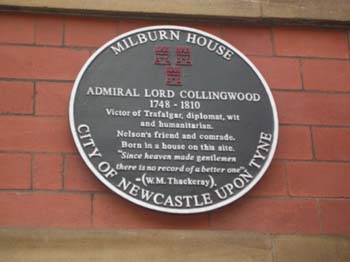 MILBURN HOUSE
ADMIRAL LORD COLLINGWOOD
1748 - 1810
Victor of Trafalgar, diplomat, wit
and humanitarian.
Nelson's friend and comrade.
Born in a house on this site.
"Since heaven made gentlemen
there is no record of a better one"
(W.M. Thackeray).
CITY OF NEWCASTLE UPON TYNE